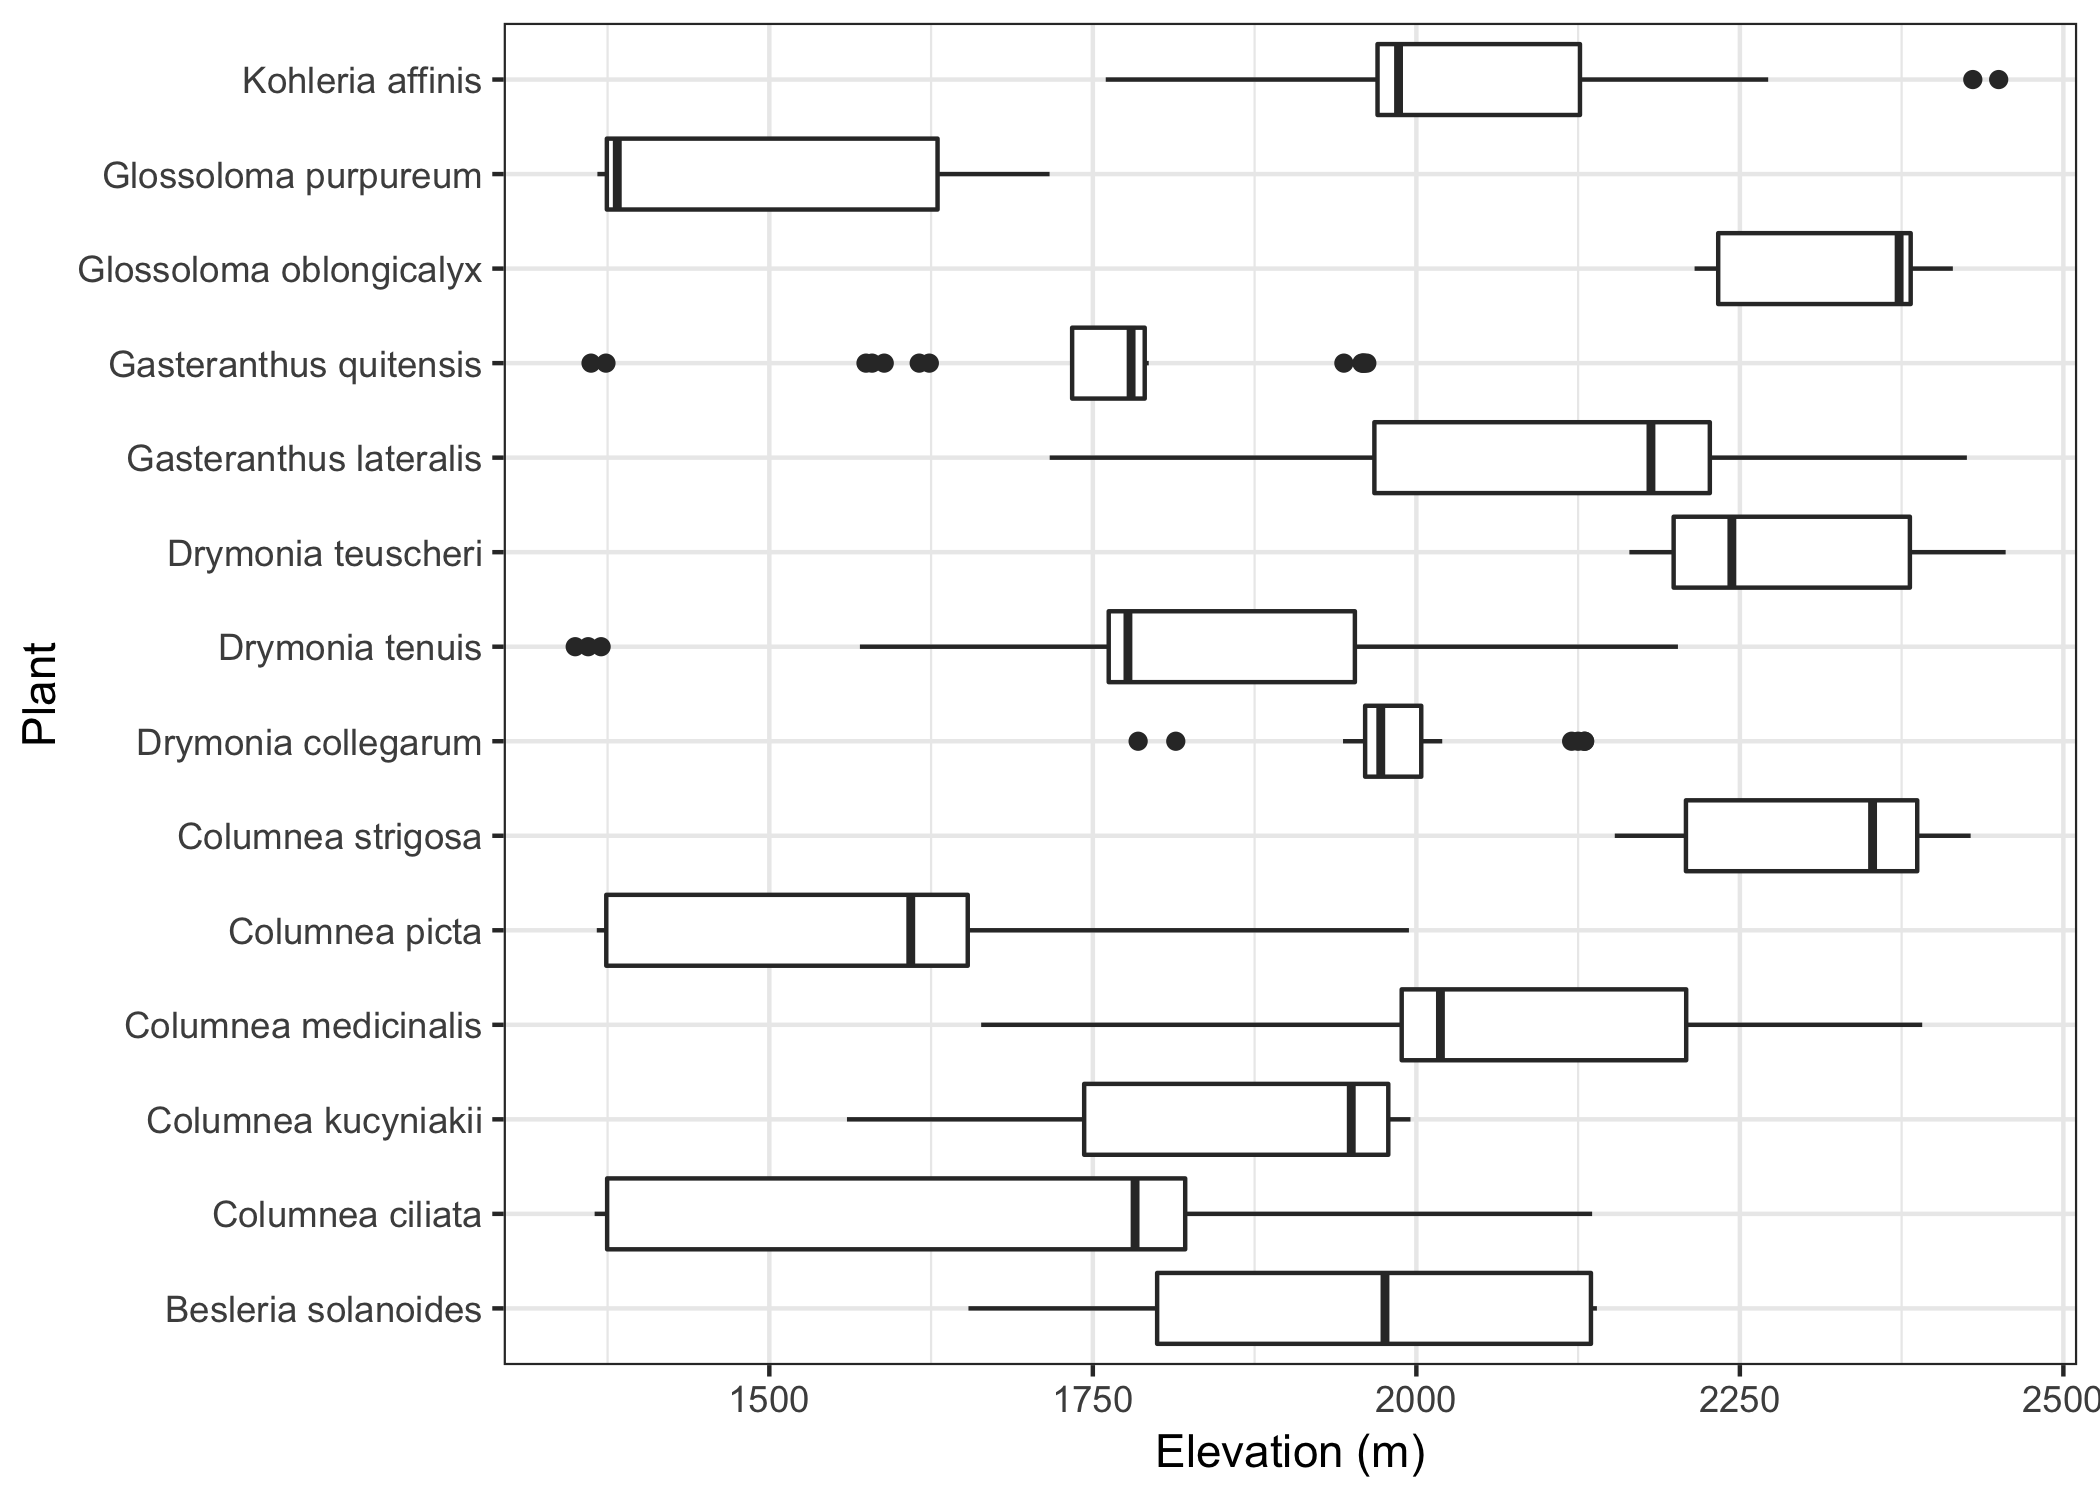 Kohleria affinis
Glossoloma purpureum
Glossoloma oblongicalyx
Gasteranthus quitensis
Gasteranthus lateralis
Drymonia teuscheri
Drymonia tenuis
Drymonia collegarum
Columnea strigosa
Columnea picta
Columnea medicinalis
Columnea kucyniakii
Columnea ciliata
Besleria solanoides
Plant
1500 1750 2000 2250 2500
Elevation (m)